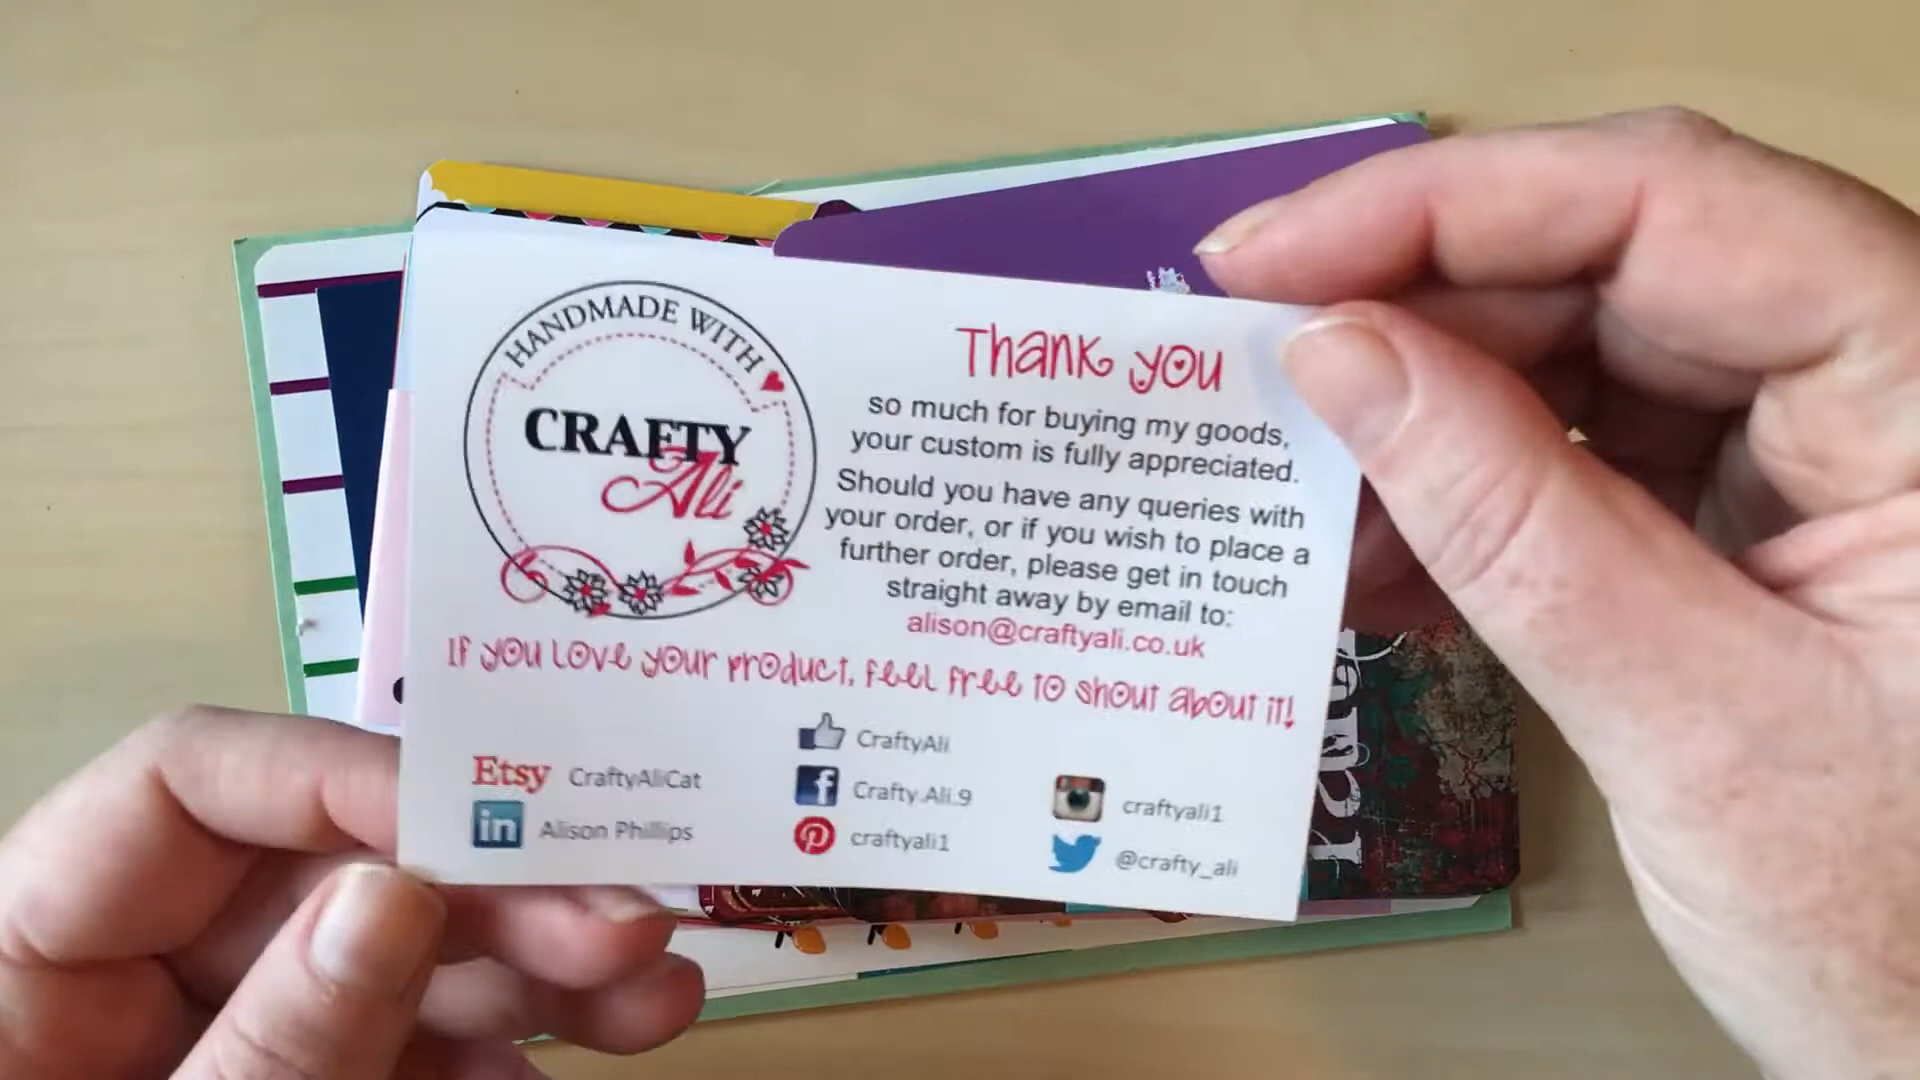 HANDMADE WITH
CRAFTY
Ali
Thank you
so much for buying my goods,
your custom is fully appreciated.
Should you have any queries with
your order, or if you wish to place a
further order, please get in touch
straight away by email to:
alison@craftyali.co.uk
If you love your product, feel free to shout about it!
Etsy CraftyAliCat
in Alison Phillips
CraftyAli
f Crafty.Ali.9
craftyali1
craftyali1
@crafty_ali